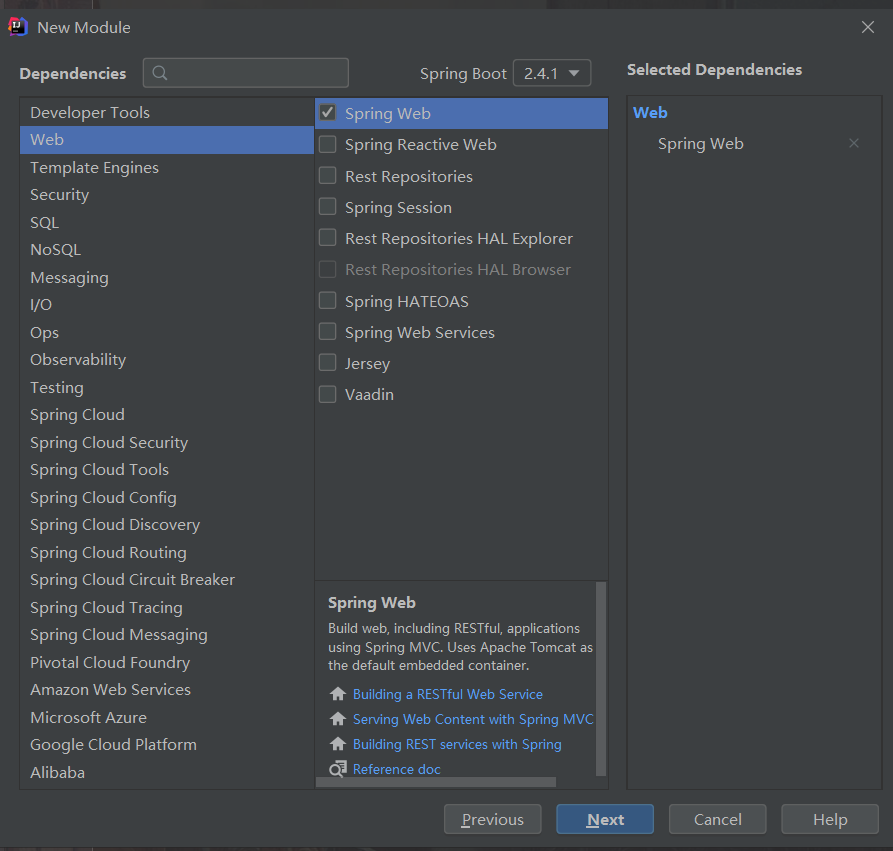 New Module
Dependencies
Spring Boot 2.4.1
Selected Dependencies
Developer Tools
Web
Template Engines
Security
SQL
NoSQL
Messaging
I/O
Ops
Observability
Testing
Spring Cloud
Spring Cloud Security
Spring Cloud Tools
Spring Cloud Config
Spring Cloud Discovery
Spring Cloud Routing
Spring Cloud Circuit Breaker
Spring Cloud Tracing
Spring Cloud Messaging
Pivotal Cloud Foundry
Amazon Web Services
Microsoft Azure
Google Cloud Platform
Alibaba
Spring Web
Spring Reactive Web
Rest Repositories
Spring Session
Rest Repositories HAL Explorer
Rest Repositories HAL Browser
Spring HATEOAS
Spring Web Services
Jersey
Vaadin
Spring Web
Build web, including RESTful, applications
using Spring MVC. Uses Apache Tomcat as
the default embedded container.
Building a RESTful Web Service
Serving Web Content with Spring MVC
Building REST services with Spring
Reference doc
Web
Spring Web
Previous
Next
Cancel
Help